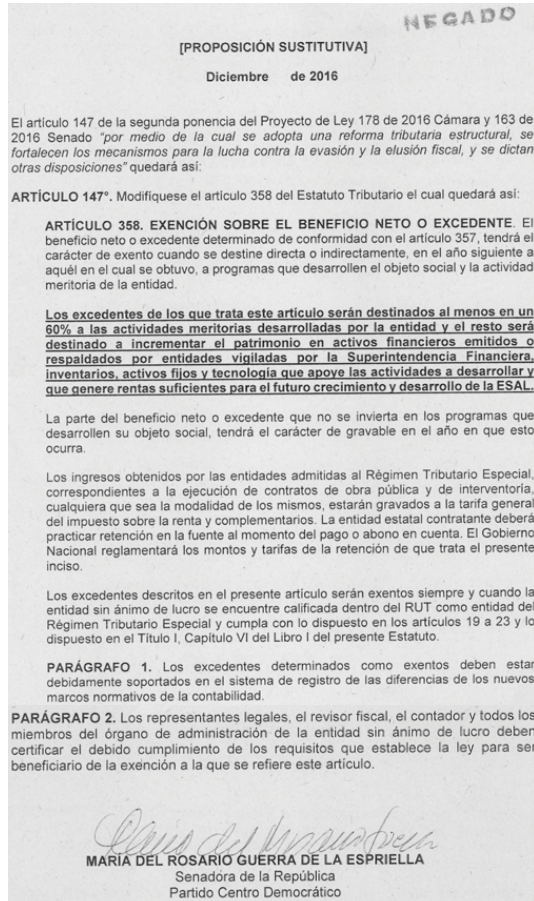 NEGADO
[PROPOSICIÓN SUSTITUTIVA]
Diciembre de 2016
El artículo 147 de la segunda ponencia del Proyecto de Ley 178 de 2016 Cámara y 163 de
2016 Senado “por medio de la cual se adopta una reforma tributaria estructural, se
fortalecen los mecanismos para la lucha contra la evasión y la elusión fiscal, y se dictan
otras disposiciones” quedará así:
ARTÍCULO 147°. Modifíquese el artículo 358 del Estatuto Tributario el cual quedará así:
ARTÍCULO 358. EXENCIÓN SOBRE EL BENEFICIO NETO O EXCEDENTE. El
beneficio neto o excedente determinado de conformidad con el artículo 357, tendrá el
carácter de exento cuando se destine directa o indirectamente, en el año siguiente a
aquél en el cual se obtuvo, a programas que desarrollen el objeto social y la actividad
meritoria de la entidad.
Los excedentes de los que trata este artículo serán destinados al menos en un
60% a las actividades meritorias desarrolladas por la entidad y el resto será
destinado a incrementar el patrimonio en activos financieros emitidos o
respaldados por entidades vigiladas por la Superintendencia Financiera,
inventarios, activos fijos y tecnología que apoye las actividades a desarrollar y
que genere rentas suficientes para el futuro crecimiento y desarrollo de la ESAL.
La parte del beneficio neto o excedente que no se invierta en los programas que
desarrollen su objeto social, tendrá el carácter de gravable en el año en que esto
ocurra.
Los ingresos obtenidos por las entidades admitidas al Régimen Tributario Especial,
correspondientes a la ejecución de contratos de obra pública y de interventoría,
cualquiera que sea la modalidad de los mismos, estarán gravados a la tarifa general
del impuesto sobre la renta y complementarios. La entidad estatal contratante deberá
practicar retención en la fuente al momento del pago o abono en cuenta. El Gobierno
Nacional reglamentará los montos y tarifas de la retención de que trata el presente
inciso.
Los excedentes descritos en el presente artículo serán exentos siempre y cuando la
entidad sin ánimo de lucro se encuentre calificada dentro del RUT como entidad del
Régimen Tributario Especial y cumpla con lo dispuesto en los artículos 19 a 23 y lo
dispuesto en el Título I, Capítulo VI del Libro I del presente Estatuto.
PARÁGRAFO 1. Los excedentes determinados como exentos deben estar
debidamente soportados en el sistema de registro de las diferencias de los nuevos
marcos normativos de la contabilidad.
PARÁGRAFO 2. Los representantes legales, el revisor fiscal, el contador y todos los
miembros del órgano de administración de la entidad sin ánimo de lucro deben
certificar el debido cumplimiento de los requisitos que establece la ley para ser
beneficiario de la exención a la que se refiere este artículo.
MARÍA DEL ROSARIO GUERRA DE LA ESPRIELLA
Senadora de la República
Partido Centro Democrático